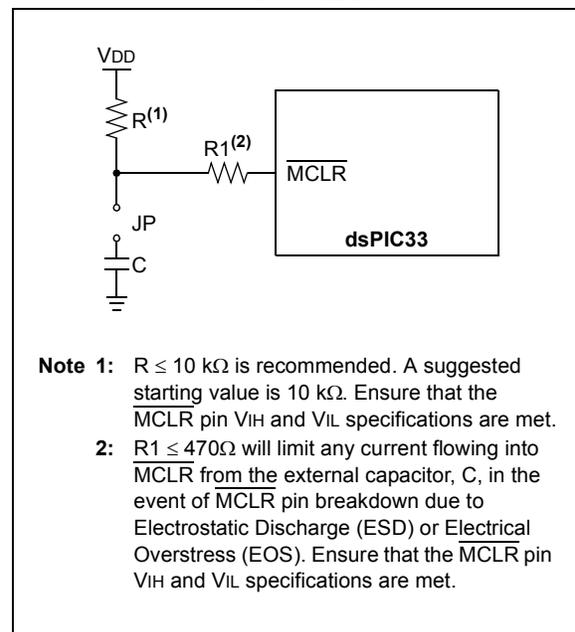 VDD
R(1)
R1(2)
MCLR
JP
dsPIC33
C
Note 1: R ≤ 10 kΩ is recommended. A suggested
starting value is 10 kΩ. Ensure that the
MCLR pin VIH and VIL specifications are met.
2: R1 ≤ 470Ω will limit any current flowing into
MCLR from the external capacitor, C, in the
event of MCLR pin breakdown due to
Electrostatic Discharge (ESD) or Electrical
Overstress (EOS). Ensure that the MCLR pin
VIH and VIL specifications are met.